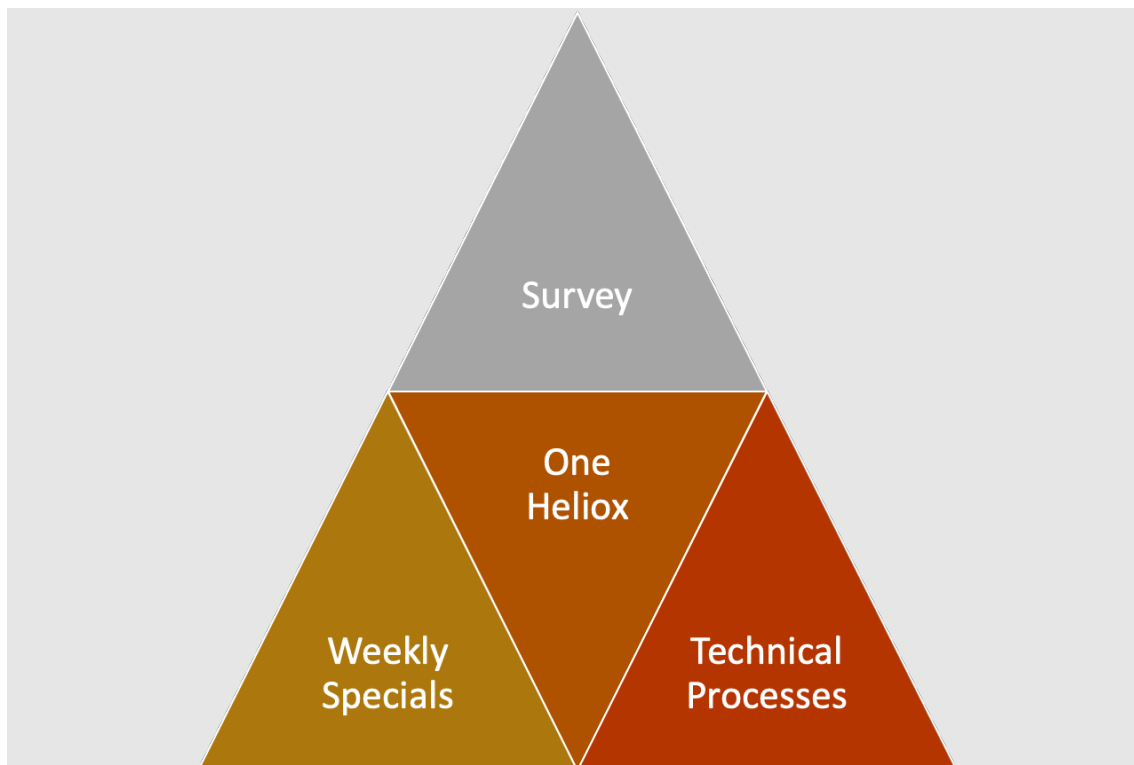 Survey
One
Heliox
Weekly
Specials
Technical
Processes